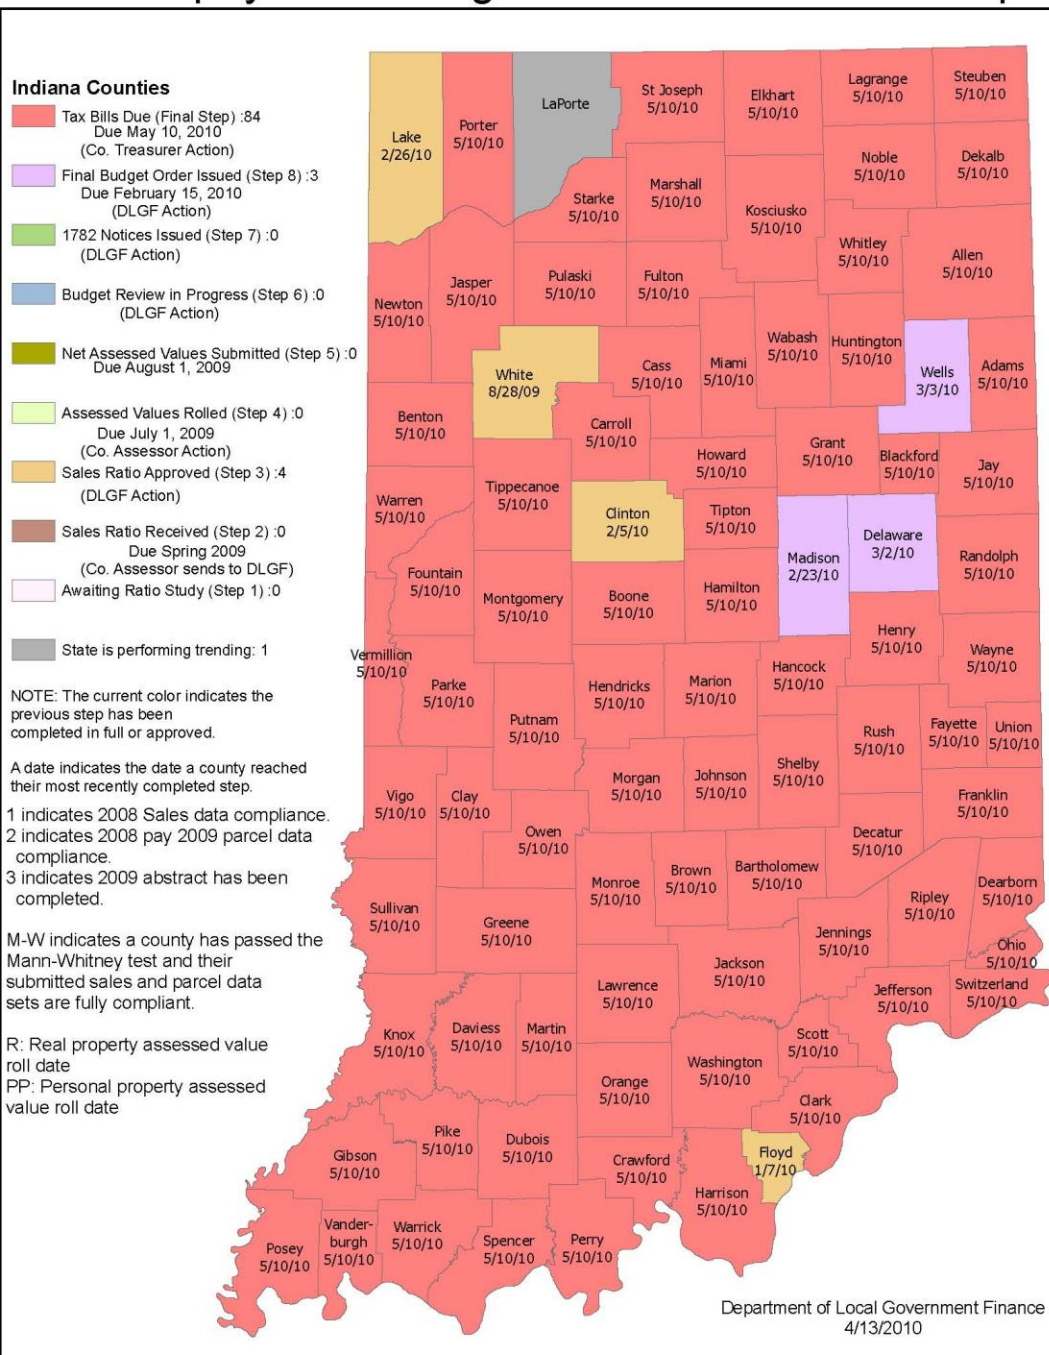 Indiana Counties
Tax Bills Due (Final Step) :84
Due May 10, 2010
(Co. Treasurer Action)
Final Budget Order Issued (Step 8) :3
Due February 15, 2010
(DLGF Action)
1782 Notices Issued (Step 7) :0
(DLGF Action)
Budget Review in Progress (Step 6) :0
(DLGF Action)
Net Assessed Values Submitted (Step 5) :0
Due August 1, 2009
Assessed Values Rolled (Step 4) :0
Due July 1, 2009
(Co. Assessor Action)
Sales Ratio Approved (Step 3) :4
(DLGF Action)
Sales Ratio Received (Step 2) :0
Due Spring 2009
(Co. Assessor sends to DLGF)
Awaiting Ratio Study (Step 1) :0
State is performing trending: 1
NOTE: The current color indicates the
previous step has been
completed in full or approved.
A date indicates the date a county reached
their most recently completed step.
1 indicates 2008 Sales data compliance.
2 indicates 2008 pay 2009 parcel data
compliance.
3 indicates 2009 abstract has been
completed.
M-W indicates a county has passed the
Mann-Whitney test and their
submitted sales and parcel data
sets are fully compliant.
R: Real property assessed value
roll date
PP: Personal property assessed
value roll date
Lake
2/26/10
Porter
5/10/10
LaPorte
St Joseph
5/10/10
Elkhart
5/10/10
Lagrange
5/10/10
Steuben
5/10/10
Noble
5/10/10
Dekalb
5/10/10
Starke
5/10/10
Marshall
5/10/10
Kosciusko
5/10/10
Whitley
5/10/10
Allen
5/10/10
Newton
5/10/10
Jasper
5/10/10
Pulaski
5/10/10
Fulton
5/10/10
White
8/28/09
Cass
5/10/10
Miami
5/10/10
Wabash
5/10/10
Huntington
5/10/10
Wells
3/3/10
Adams
5/10/10
Benton
5/10/10
Carroll
5/10/10
Howard
5/10/10
Grant
5/10/10
Blackford
5/10/10
Jay
5/10/10
Warren
5/10/10
Tippecanoe
5/10/10
Clinton
2/5/10
Tipton
5/10/10
Madison
2/23/10
Delaware
3/2/10
Randolph
5/10/10
Fountain
5/10/10
Montgomery
5/10/10
Boone
5/10/10
Hamilton
5/10/10
Henry
5/10/10
Wayne
5/10/10
Vermillion
5/10/10
Parke
5/10/10
Putnam
5/10/10
Hendricks
5/10/10
Marion
5/10/10
Hancock
5/10/10
Rush
5/10/10
Fayette
5/10/10
Union
5/10/10
Vigo
5/10/10
Clay
5/10/10
Owen
5/10/10
Morgan
5/10/10
Johnson
5/10/10
Shelby
5/10/10
Franklin
5/10/10
Decatur
5/10/10
Sullivan
5/10/10
Greene
5/10/10
Monroe
5/10/10
Brown
5/10/10
Bartholomew
5/10/10
Jennings
5/10/10
Ripley
5/10/10
Dearborn
5/10/10
Ohio
5/10/10
Switzerland
5/10/10
Jefferson
5/10/10
Jackson
5/10/10
Lawrence
5/10/10
Knox
5/10/10
Daviess
5/10/10
Martin
5/10/10
Orange
5/10/10
Washington
5/10/10
Scott
5/10/10
Clark
5/10/10
Floyd
1/7/10
Harrison
5/10/10
Crawford
5/10/10
Dubois
5/10/10
Pike
5/10/10
Gibson
5/10/10
Posey
5/10/10
Vander-
burgh
5/10/10
Warrick
5/10/10
Spencer
5/10/10
Perry
5/10/10
Department of Local Government Finance
4/13/2010